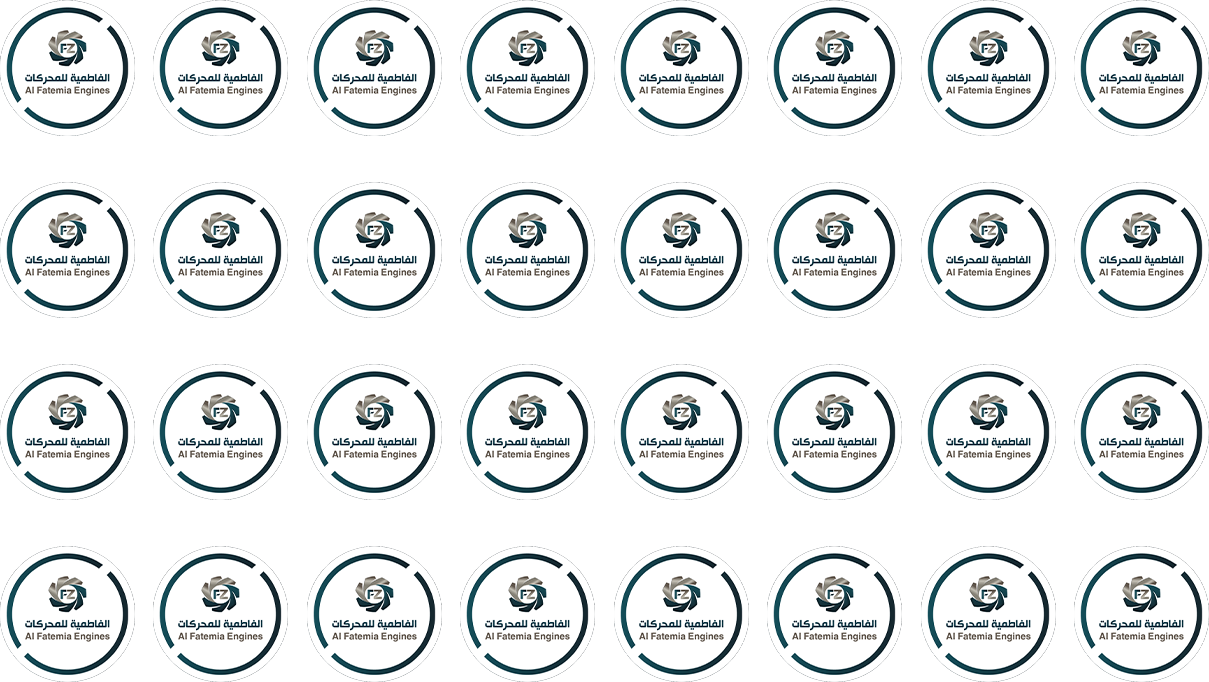 FZ
الفاطمية للمحركات
Al Fatemia Engines
FZ
الفاطمية للمحركات
Al Fatemia Engines
FZ
الفاطمية للمحركات
Al Fatemia Engines
FZ
الفاطمية للمحركات
Al Fatemia Engines
FZ
الفاطمية للمحركات
Al Fatemia Engines
FZ
الفاطمية للمحركات
Al Fatemia Engines
FZ
الفاطمية للمحركات
Al Fatemia Engines
FZ
الفاطمية للمحركات
Al Fatemia Engines
FZ
الفاطمية للمحركات
Al Fatemia Engines
FZ
الفاطمية للمحركات
Al Fatemia Engines
FZ
الفاطمية للمحركات
Al Fatemia Engines
FZ
الفاطمية للمحركات
Al Fatemia Engines
FZ
الفاطمية للمحركات
Al Fatemia Engines
FZ
الفاطمية للمحركات
Al Fatemia Engines
FZ
الفاطمية للمحركات
Al Fatemia Engines
FZ
الفاطمية للمحركات
Al Fatemia Engines
FZ
الفاطمية للمحركات
Al Fatemia Engines
FZ
الفاطمية للمحركات
Al Fatemia Engines
FZ
الفاطمية للمحركات
Al Fatemia Engines
FZ
الفاطمية للمحركات
Al Fatemia Engines
FZ
الفاطمية للمحركات
Al Fatemia Engines
FZ
الفاطمية للمحركات
Al Fatemia Engines
FZ
الفاطمية للمحركات
Al Fatemia Engines
FZ
الفاطمية للمحركات
Al Fatemia Engines
FZ
الفاطمية للمحركات
Al Fatemia Engines
FZ
الفاطمية للمحركات
Al Fatemia Engines
FZ
الفاطمية للمحركات
Al Fatemia Engines
FZ
الفاطمية للمحركات
Al Fatemia Engines
FZ
الفاطمية للمحركات
Al Fatemia Engines
FZ
الفاطمية للمحركات
Al Fatemia Engines
FZ
الفاطمية للمحركات
Al Fatemia Engines
FZ
الفاطمية للمحركات
Al Fatemia Engines